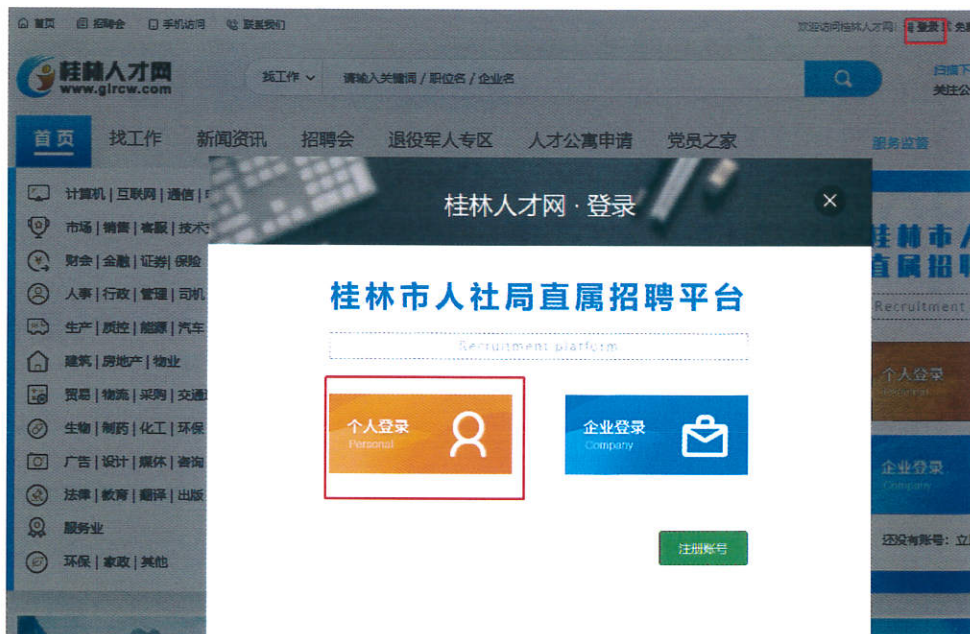 首页 招聘会 手机访问 联系我们
欢迎访问桂林人才网! 登录 免
桂林人才网
www.glrcw.com
找工作 请输入关键词 / 职位名 / 企业名
扫描下
关注公
首页 找工作 新闻资讯 招聘会 退役军人专区 人才公寓申请 党员之家
服务监管
计算机 | 互联网 | 通信 |
市场 | 销售 | 客服 | 技术支
财会 | 金融 | 证券 | 保险
人事 | 行政 | 管理 | 司机
生产 | 质控 | 能源 | 汽车
建筑 | 房地产 | 物业
贸易 | 物流 | 采购 | 交通
生物 | 制药 | 化工 | 环保
广告 | 设计 | 媒体 | 咨询
法律 | 教育 | 翻译 | 出版
服务业
环保 | 家政 | 其他
桂林人才网 · 登录
桂林市人社局直属招聘平台
Recruitment platform
个人登录
Personal
企业登录
Company
注册账号
桂林市
直属招聘
Recruitment
个人登录
Personal
企业登录
Company
还没有账号: 立